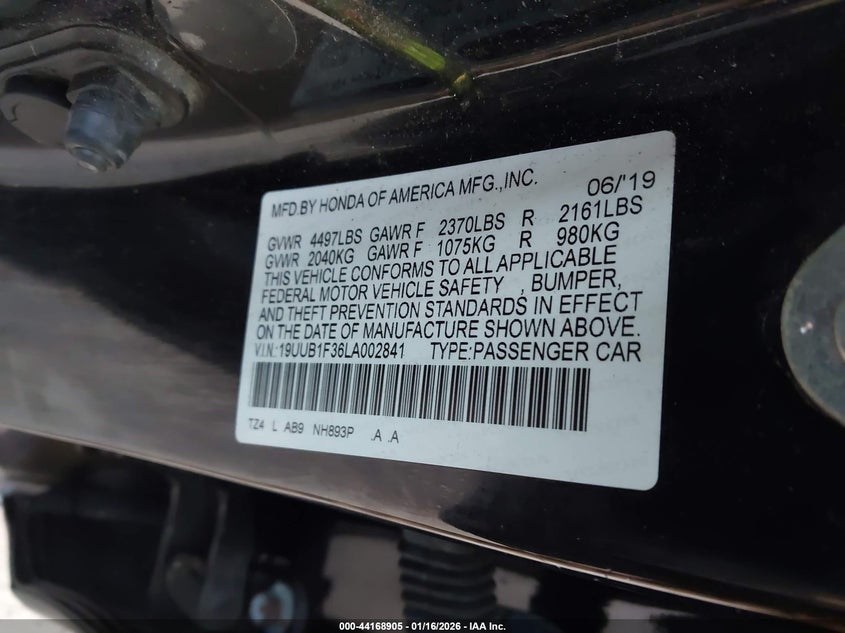 MFD.BY HONDA OF AMERICA MFG.,INC. 06/'19
GVWR 4497LBS GAWR F 2370LBS R 2161LBS
GVWR 2040KG GAWR F 1075KG R 980KG
THIS VEHICLE CONFORMS TO ALL APPLICABLE
FEDERAL MOTOR VEHICLE SAFETY , BUMPER,
AND THEFT PREVENTION STANDARDS IN EFFECT
ON THE DATE OF MANUFACTURE SHOWN ABOVE.
V.I.N.:19UUB1F36LA002841 TYPE:PASSENGER CAR
TZ4 L AB9 NH893P .A .A
000-44168905 | 01/16/2026 - IAA Inc.